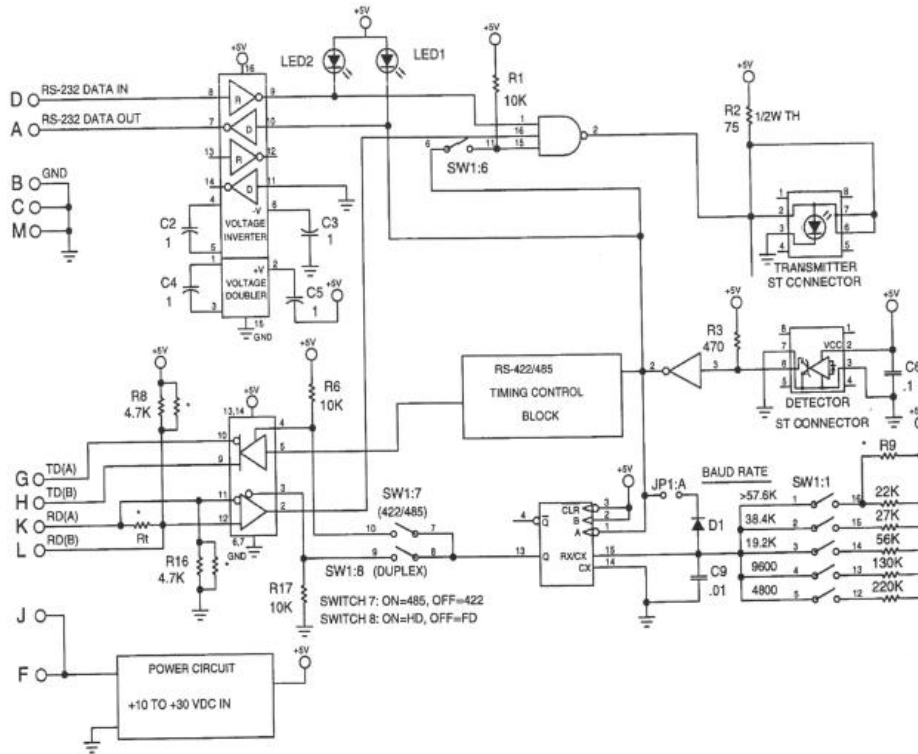 +5V
+5V
LED2
LED1
16
D
RS-232 DATA IN
8
R
9
A
RS-232 DATA OUT
7
D
10
13
R
12
14
D
11
B
GND
C
M
4
-V
6
C2
1
VOLTAGE
INVERTER
C3
1
5
1
+V
2
C4
1
VOLTAGE
DOUBLER
C5
1
+5V
3
15
GND
+5V
R1
10K
1
16
15
2
6
11
SW1:6
+5V
R2
75
1/2W TH
1
8
2
7
3
6
4
5
TRANSMITTER
ST CONNECTOR
+5V
R3
470
2
3
8
1
7
VCC
2
6
3
5
4
DETECTOR
ST CONNECTOR
+5V
C6
.1
RS-422/485
TIMING CONTROL
BLOCK
+5V
R8
4.7K
*
+5V
R6
10K
13,14
4
10
5
9
G
TD(A)
H
TD(B)
K
RD(A)
L
RD(B)
Rt
*
11
3
12
2
6,7
GND
R16
4.7K
*
R17
10K
SW1:7
(422/485)
10
7
9
8
SW1:8 (DUPLEX)
SWITCH 7: ON=485, OFF=422
SWITCH 8: ON=HD, OFF=FD
+5V
4
Q
CLR
3
B
2
A
1
13
Q
RX/CX
15
CX
14
JP1:A
D1
C9
.01
BAUD RATE
SW1:1
>57.6K
1
16
22K
38.4K
2
15
27K
19.2K
3
14
56K
9600
4
13
130K
4800
5
12
220K
*
R9
J
F
POWER CIRCUIT
+10 TO +30 VDC IN
+5V